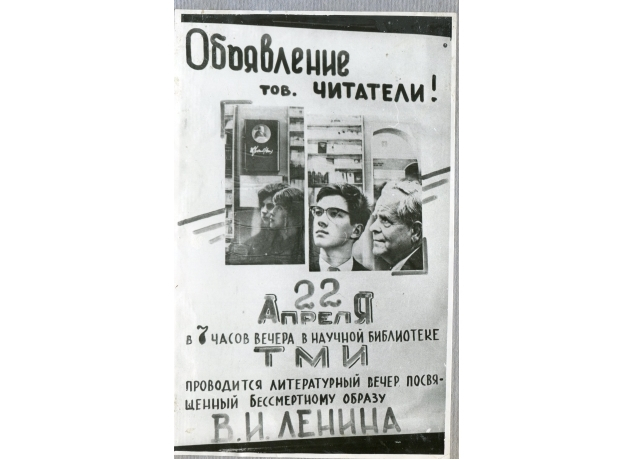 Объявление
тов. ЧИТАТЕЛИ!
22
АПРЕЛЯ
в 7 ЧАСОВ ВЕЧЕРА В НАУЧНОЙ БИБЛИОТЕКЕ
ТМИ
ПРОВОДИТСЯ ЛИТЕРАТУРНЫЙ ВЕЧЕР ПОСВЯ-
ЩЕННЫЙ БЕССМЕРТНОМУ ОБРАЗУ
В.И. ЛЕНИНА